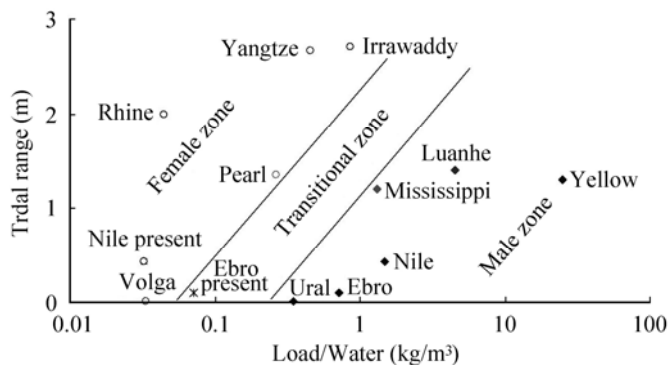 3
2
1
0
Trdal range (m)
Yangtze
Irrawaddy
Rhine
Female zone
Pearl
Transitional zone
Luanhe
Mississippi
Yellow
Male zone
Nile present
Volga
Ebro
present
Nile
Ural
Ebro
0.01
0.1
1
10
100
Load/Water (kg/m³)